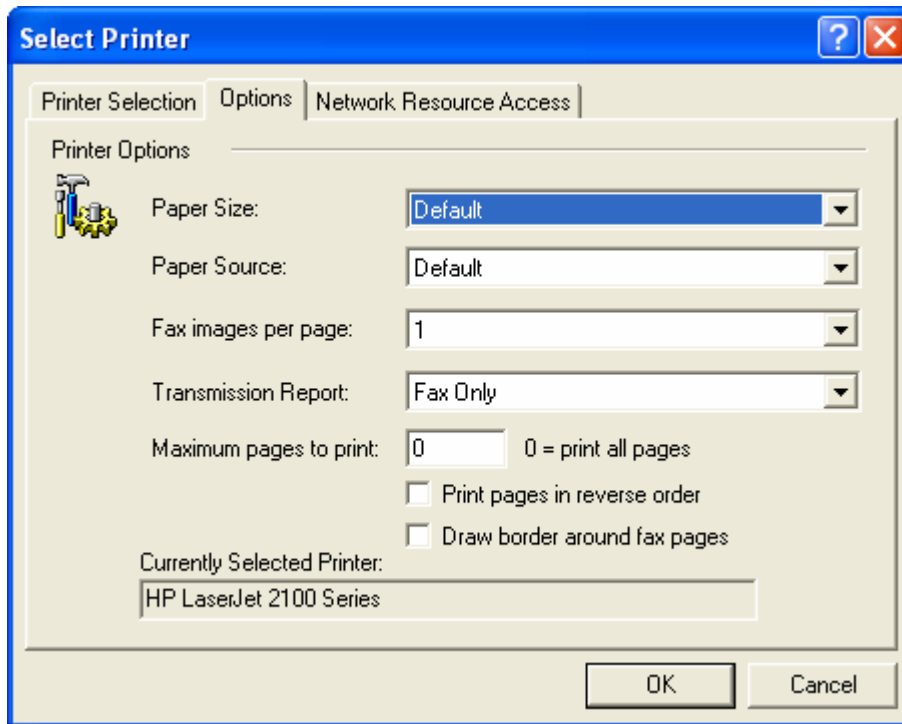 Select Printer
Printer Selection Options Network Resource Access
Printer Options
Paper Size: Default
Paper Source: Default
Fax images per page: 1
Transmission Report: Fax Only
Maximum pages to print: 0 0 = print all pages
Print pages in reverse order
Draw border around fax pages
Currently Selected Printer:
HP LaserJet 2100 Series
OK Cancel